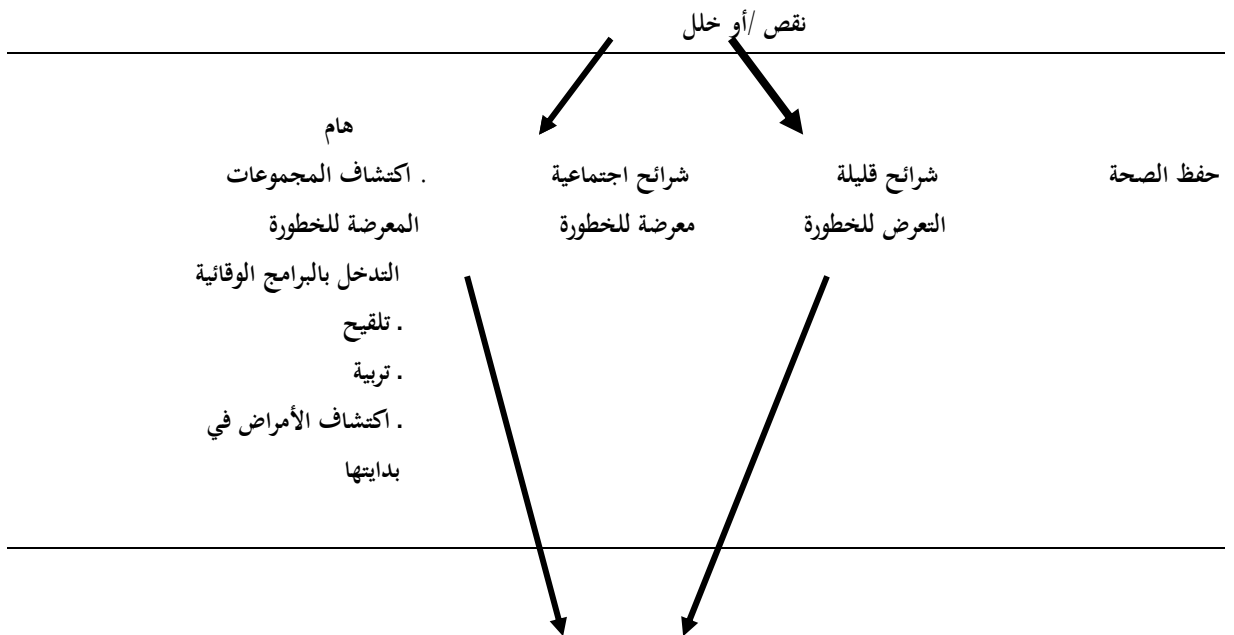 نقص /أو خلل
هام
حفظ الصحة شرائح قليلة شرائح اجتماعية . اكتشاف المجموعات
التعرض للخطورة معرضة للخطورة المعرضة للخطورة
التدخل بالبرامج الوقائية
. تلقيح
. تربية
. اكتشاف الأمراض في
بدايتها